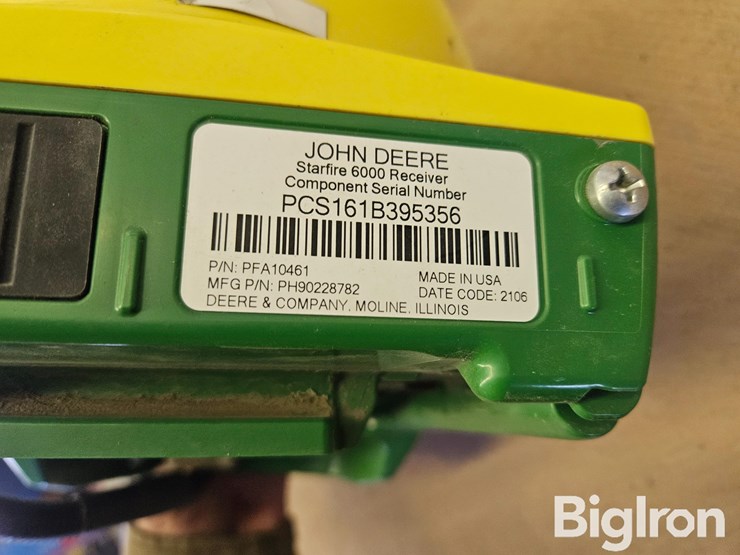 JOHN DEERE
Starfire 6000 Receiver
Component Serial Number
PCS161B395356
P/N: PFA10461 MADE IN USA
MFG P/N: PH90228782 DATE CODE: 2106
DEERE & COMPANY, MOLINE, ILLINOIS
BigIron